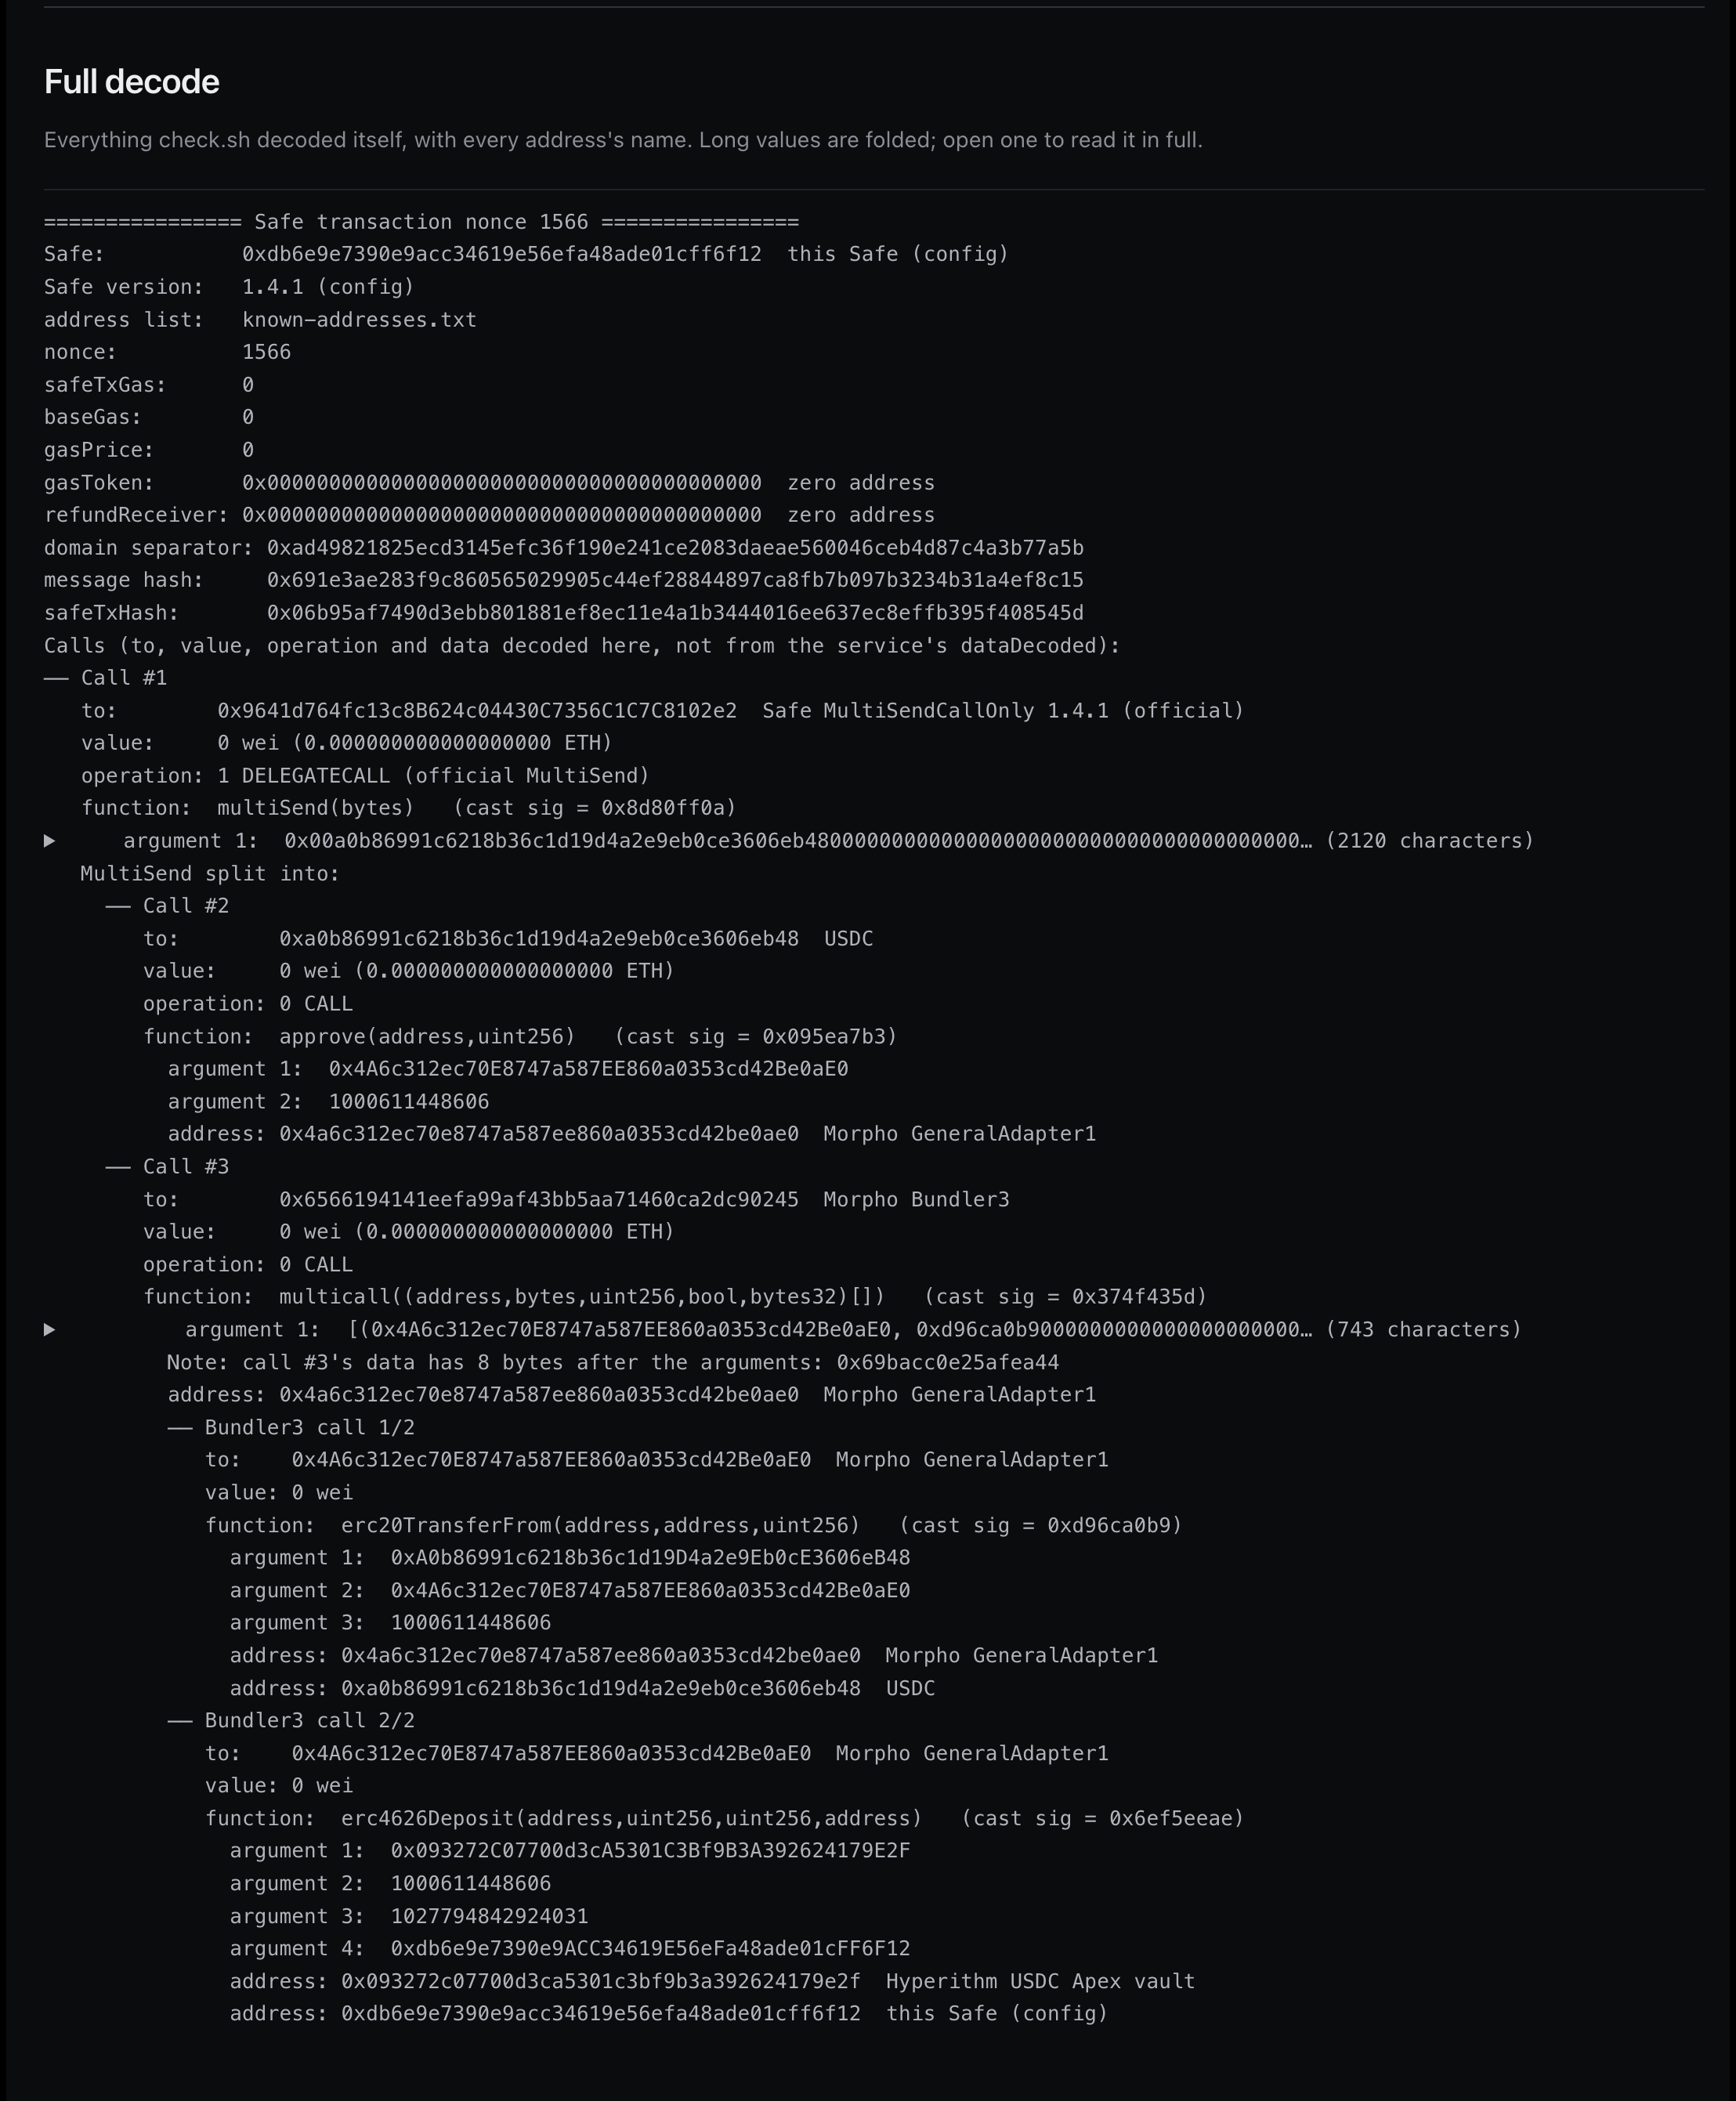 Full decode
Everything check.sh decoded itself, with every address's name. Long values are folded; open one to read it in full.
================ Safe transaction nonce 1566 ================
Safe: 0xdb6e9e7390e9acc34619e56efa48ade01cff6f12 this Safe (config)
Safe version: 1.4.1 (config)
address list: known-addresses.txt
nonce: 1566
safeTxGas: 0
baseGas: 0
gasPrice: 0
gasToken: 0x0000000000000000000000000000000000000000 zero address
refundReceiver: 0x0000000000000000000000000000000000000000 zero address
domain separator: 0xad49821825ecd3145efc36f190e241ce2083daeae560046ceb4d87c4a3b77a5b
message hash: 0x691e3ae283f9c860565029905c44ef28844897ca8fb7b097b3234b31a4ef8c15
safeTxHash: 0x06b95af7490d3ebb801881ef8ec11e4a1b3444016ee637ec8effb395f408545d
Calls (to, value, operation and data decoded here, not from the service's dataDecoded):
── Call #1
to: 0x9641d764fc13c8B624c04430C7356C1C7C8102e2 Safe MultiSendCallOnly 1.4.1 (official)
value: 0 wei (0.000000000000000000 ETH)
operation: 1 DELEGATECALL (official MultiSend)
function: multiSend(bytes) (cast sig = 0x8d80ff0a)
▶ argument 1: 0x00a0b86991c6218b36c1d19d4a2e9eb0ce3606eb48000000000000000000000000000000000000000… (2120 characters)
MultiSend split into:
── Call #2
to: 0xa0b86991c6218b36c1d19d4a2e9eb0ce3606eb48 USDC
value: 0 wei (0.000000000000000000 ETH)
operation: 0 CALL
function: approve(address,uint256) (cast sig = 0x095ea7b3)
argument 1: 0x4A6c312ec70E8747a587EE860a0353cd42Be0aE0
argument 2: 1000611448606
address: 0x4a6c312ec70e8747a587ee860a0353cd42be0ae0 Morpho GeneralAdapter1
── Call #3
to: 0x6566194141eefa99af43bb5aa71460ca2dc90245 Morpho Bundler3
value: 0 wei (0.000000000000000000 ETH)
operation: 0 CALL
function: multicall((address,bytes,uint256,bool,bytes32)[]) (cast sig = 0x374f435d)
▶ argument 1: [(0x4A6c312ec70E8747a587EE860a0353cd42Be0aE0, 0xd96ca0b9000000000000000000000000… (743 characters)
Note: call #3's data has 8 bytes after the arguments: 0x69bacc0e25afea44
address: 0x4a6c312ec70e8747a587ee860a0353cd42be0ae0 Morpho GeneralAdapter1
── Bundler3 call 1/2
to: 0x4A6c312ec70E8747a587EE860a0353cd42Be0aE0 Morpho GeneralAdapter1
value: 0 wei
function: erc20TransferFrom(address,address,uint256) (cast sig = 0xd96ca0b9)
argument 1: 0xA0b86991c6218b36c1d19D4a2e9Eb0cE3606eB48
argument 2: 0x4A6c312ec70E8747a587EE860a0353cd42Be0aE0
argument 3: 1000611448606
address: 0x4a6c312ec70e8747a587ee860a0353cd42be0ae0 Morpho GeneralAdapter1
address: 0xa0b86991c6218b36c1d19d4a2e9eb0ce3606eb48 USDC
── Bundler3 call 2/2
to: 0x4A6c312ec70E8747a587EE860a0353cd42Be0aE0 Morpho GeneralAdapter1
value: 0 wei
function: erc4626Deposit(address,uint256,uint256,address) (cast sig = 0x6ef5eeae)
argument 1: 0x093272C07700d3cA5301C3Bf9B3A392624179E2F
argument 2: 1000611448606
argument 3: 1027794842924031
argument 4: 0xdb6e9e7390e9ACC34619E56eFa48ade01cFF6F12
address: 0x093272c07700d3ca5301c3bf9b3a392624179e2f Hyperithm USDC Apex vault
address: 0xdb6e9e7390e9acc34619e56efa48ade01cff6f12 this Safe (config)